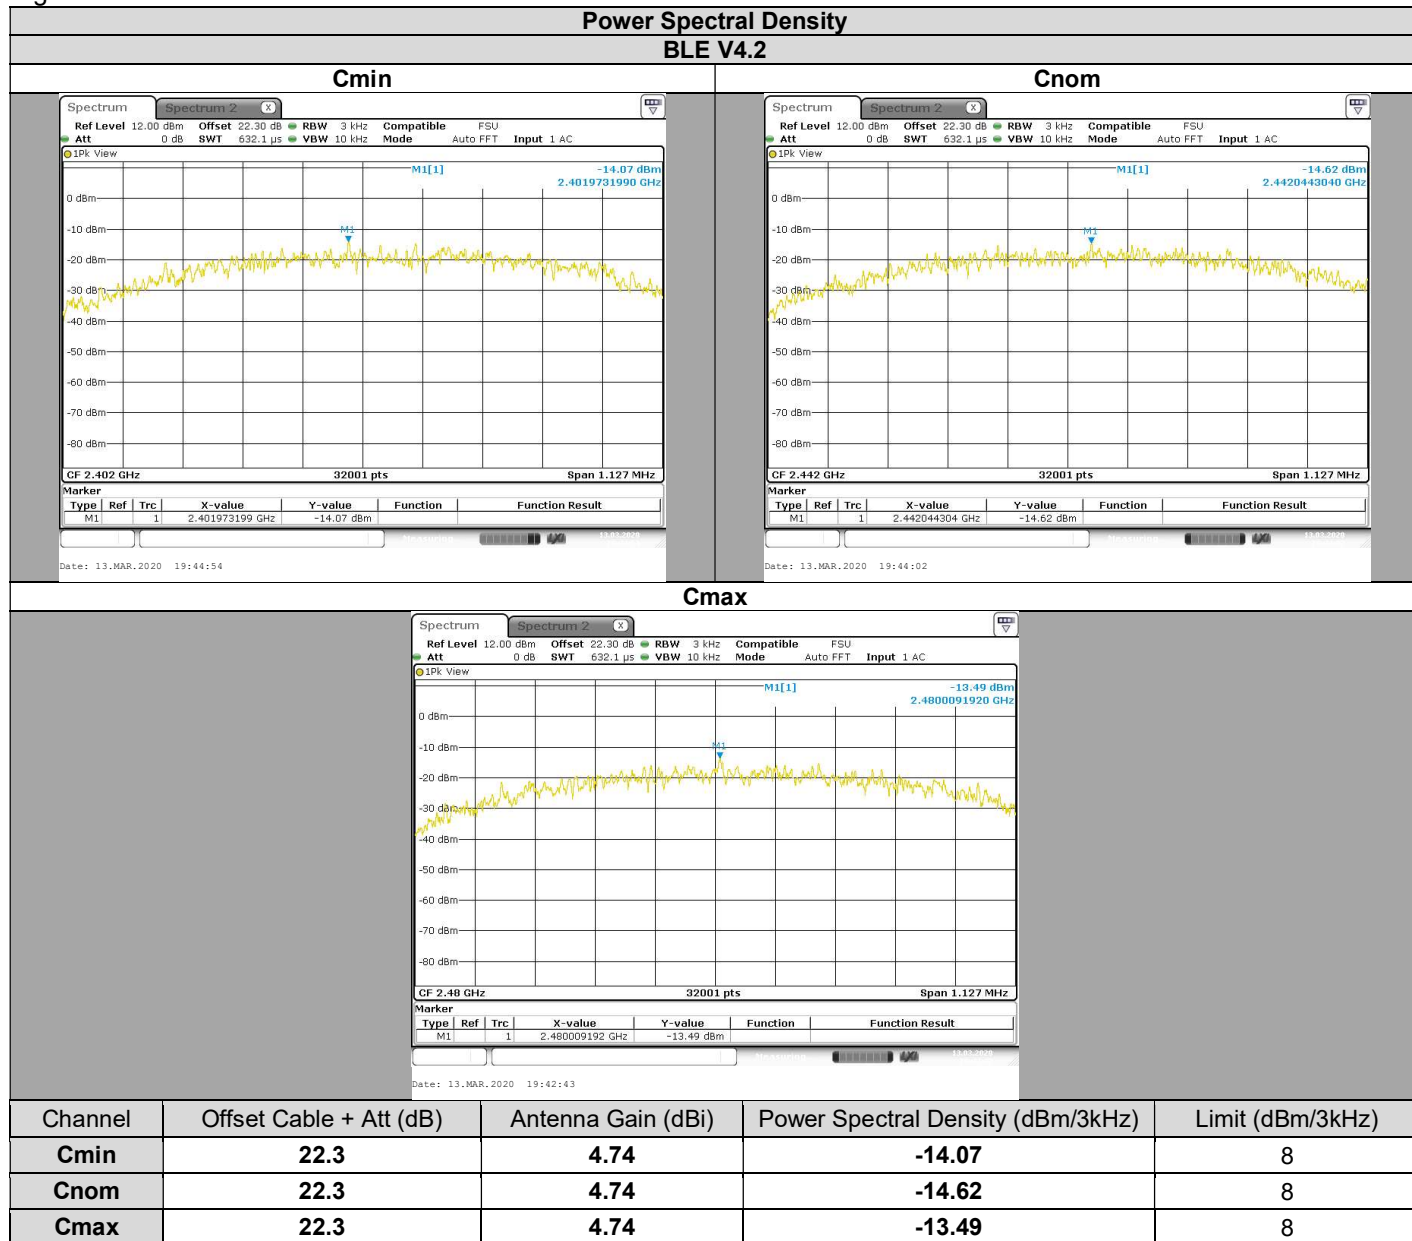 Power Spectral Density
BLE V4.2
Cmin
Cnom
Spectrum Spectrum 2 X
Ref Level 12.00 dBm Offset 22.30 dB RBW 3 kHz Compatible FSU
Att 0 dB SWT 632.1 µs VBW 10 kHz Mode Auto FFT Input 1 AC
1Pk View
M1[1] -14.07 dBm
2.4019731990 GHz
0 dBm
M1
-10 dBm
-20 dBm
-30 dBm
-40 dBm
-50 dBm
-60 dBm
-70 dBm
-80 dBm
CF 2.402 GHz 32001 pts Span 1.127 MHz
Marker
Type Ref Trc X-value Y-value Function Function Result
M1 1 2.401973199 GHz -14.07 dBm
Measuring 13.03.2020
Date: 13.MAR.2020 19:44:54
Spectrum Spectrum 2 X
Ref Level 12.00 dBm Offset 22.30 dB RBW 3 kHz Compatible FSU
Att 0 dB SWT 632.1 µs VBW 10 kHz Mode Auto FFT Input 1 AC
1Pk View
M1[1] -14.62 dBm
2.4420443040 GHz
0 dBm
M1
-10 dBm
-20 dBm
-30 dBm
-40 dBm
-50 dBm
-60 dBm
-70 dBm
-80 dBm
CF 2.442 GHz 32001 pts Span 1.127 MHz
Marker
Type Ref Trc X-value Y-value Function Function Result
M1 1 2.442044304 GHz -14.62 dBm
Measuring 13.03.2020
Date: 13.MAR.2020 19:44:02
Cmax
Spectrum Spectrum 2 X
Ref Level 12.00 dBm Offset 22.30 dB RBW 3 kHz Compatible FSU
Att 0 dB SWT 632.1 µs VBW 10 kHz Mode Auto FFT Input 1 AC
1Pk View
M1[1] -13.49 dBm
2.4800091920 GHz
0 dBm
M1
-10 dBm
-20 dBm
-30 dBm
-40 dBm
-50 dBm
-60 dBm
-70 dBm
-80 dBm
CF 2.48 GHz 32001 pts Span 1.127 MHz
Marker
Type Ref Trc X-value Y-value Function Function Result
M1 1 2.480009192 GHz -13.49 dBm
Measuring 13.03.2020
Date: 13.MAR.2020 19:42:43
Channel Offset Cable + Att (dB) Antenna Gain (dBi) Power Spectral Density (dBm/3kHz) Limit (dBm/3kHz)
Cmin 22.3 4.74 -14.07 8
Cnom 22.3 4.74 -14.62 8
Cmax 22.3 4.74 -13.49 8